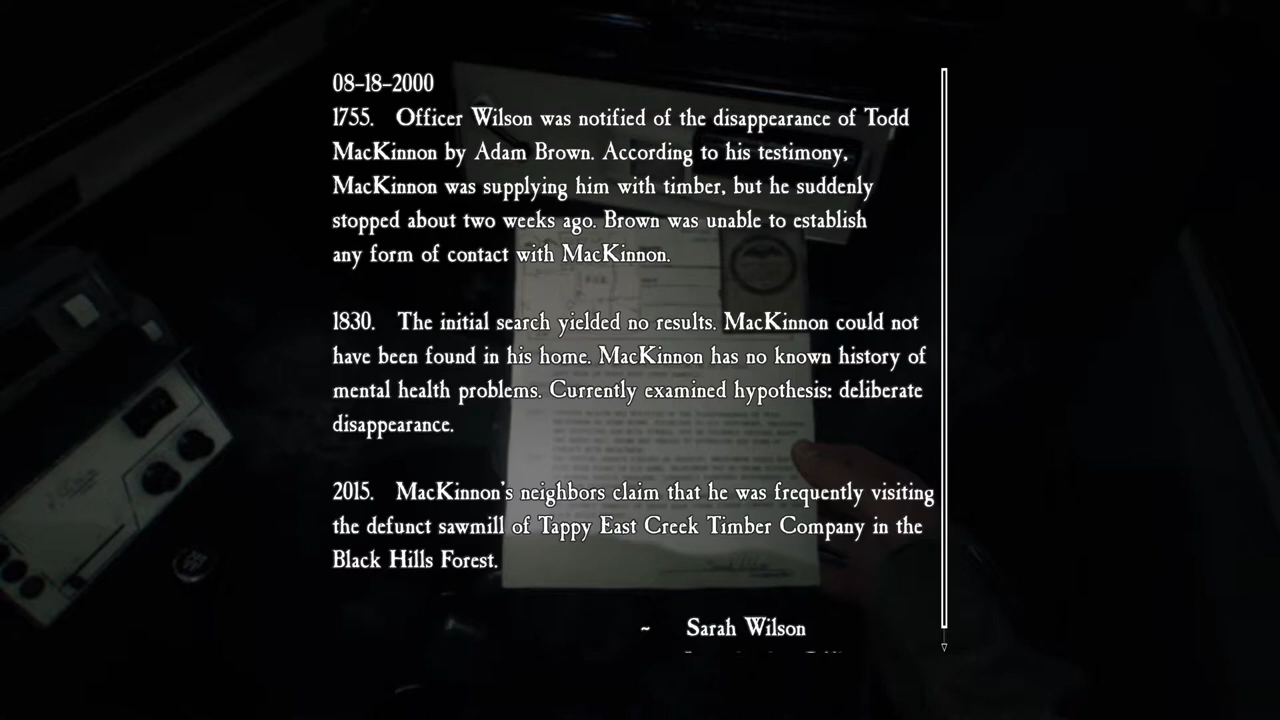 08-18-2000
1755. Officer Wilson was notified of the disappearance of Todd
MacKinnon by Adam Brown. According to his testimony,
MacKinnon was supplying him with timber, but he suddenly
stopped about two weeks ago. Brown was unable to establish
any form of contact with MacKinnon.
1830. The initial search yielded no results. MacKinnon could not
have been found in his home. MacKinnon has no known history of
mental health problems. Currently examined hypothesis: deliberate
disappearance.
2015. MacKinnon's neighbors claim that he was frequently visiting
the defunct sawmill of Tappy East Creek Timber Company in the
Black Hills Forest.
~ Sarah Wilson